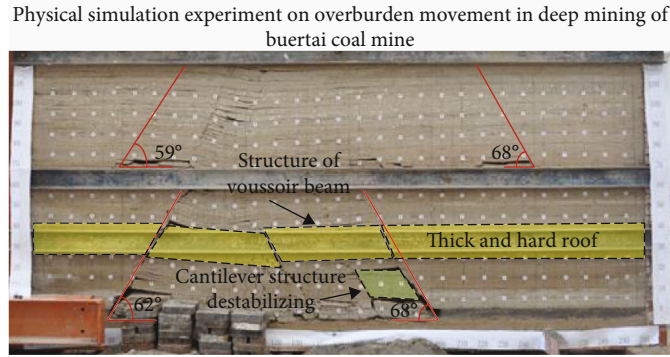 Physical simulation experiment on overburden movement in deep mining of
buertai coal mine
59°
68°
Structure of
voussoir beam
Thick and hard roof
Cantilever structure
destabilizing
62°
68°